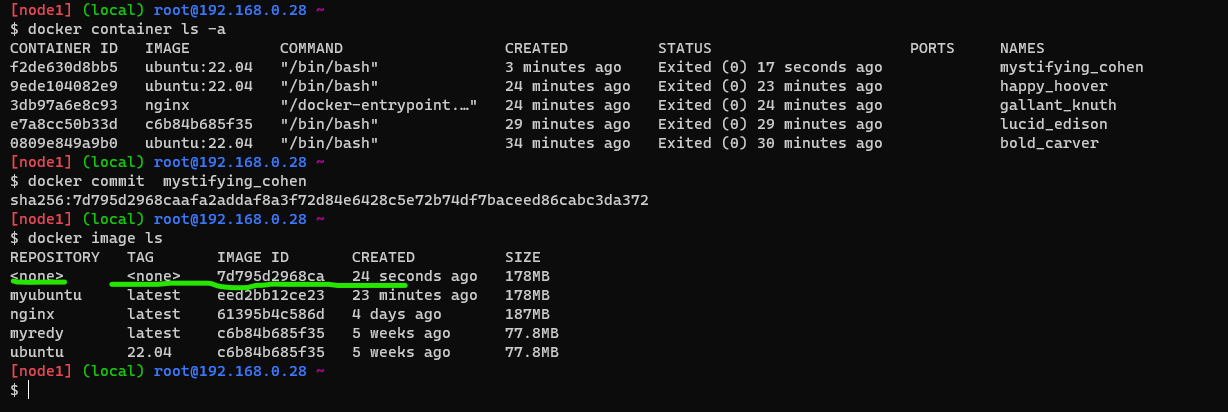 [node1] (local) root@192.168.0.28 ~
$ docker container ls -a
CONTAINER ID   IMAGE          COMMAND                  CREATED          STATUS                      PORTS     NAMES
f2de630d8bb5   ubuntu:22.04   "/bin/bash"              3 minutes ago    Exited (0) 17 seconds ago             mystifying_cohen
9ede104082e9   ubuntu:22.04   "/bin/bash"              24 minutes ago   Exited (0) 23 minutes ago             happy_hoover
3db97a6e8c93   nginx          "/docker-entrypoint.…"   24 minutes ago   Exited (0) 24 minutes ago             gallant_knuth
e7a8cc50b33d   c6b84b685f35   "/bin/bash"              29 minutes ago   Exited (0) 29 minutes ago             lucid_edison
0809e849a9b0   ubuntu:22.04   "/bin/bash"              34 minutes ago   Exited (0) 30 minutes ago             bold_carver
[node1] (local) root@192.168.0.28 ~
$ docker commit  mystifying_cohen
sha256:7d795d2968caafa2addaf8a3f72d84e6428c5e72b74df7baceed86cabc3da372
[node1] (local) root@192.168.0.28 ~
$ docker image ls
REPOSITORY   TAG       IMAGE ID       CREATED          SIZE
<none>       <none>    7d795d2968ca   24 seconds ago   178MB
myubuntu     latest    eed2bb12ce23   23 minutes ago   178MB
nginx        latest    61395b4c586d   4 days ago       187MB
myredy       latest    c6b84b685f35   5 weeks ago      77.8MB
ubuntu       22.04     c6b84b685f35   5 weeks ago      77.8MB
[node1] (local) root@192.168.0.28 ~
$